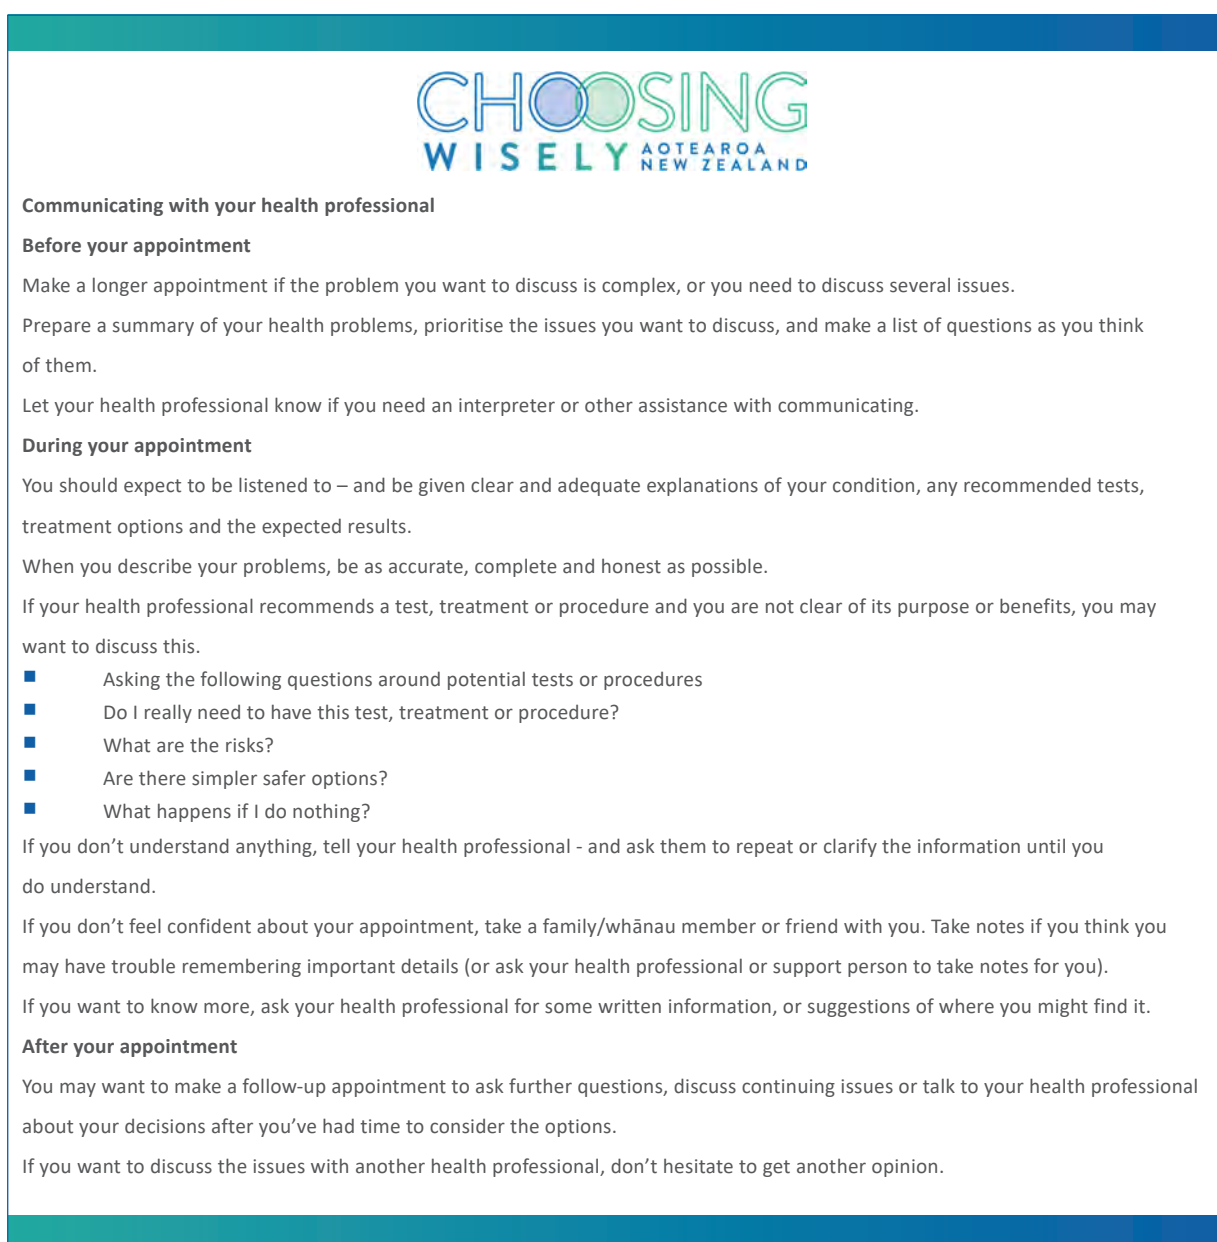 CHOOSING
WISELY AOTEAROA
NEW ZEALAND
Communicating with your health professional
Before your appointment
Make a longer appointment if the problem you want to discuss is complex, or you need to discuss several issues.
Prepare a summary of your health problems, prioritise the issues you want to discuss, and make a list of questions as you think
of them.
Let your health professional know if you need an interpreter or other assistance with communicating.
During your appointment
You should expect to be listened to – and be given clear and adequate explanations of your condition, any recommended tests,
treatment options and the expected results.
When you describe your problems, be as accurate, complete and honest as possible.
If your health professional recommends a test, treatment or procedure and you are not clear of its purpose or benefits, you may
want to discuss this.
■ Asking the following questions around potential tests or procedures
■ Do I really need to have this test, treatment or procedure?
■ What are the risks?
■ Are there simpler safer options?
■ What happens if I do nothing?
If you don’t understand anything, tell your health professional - and ask them to repeat or clarify the information until you
do understand.
If you don’t feel confident about your appointment, take a family/whānau member or friend with you. Take notes if you think you
may have trouble remembering important details (or ask your health professional or support person to take notes for you).
If you want to know more, ask your health professional for some written information, or suggestions of where you might find it.
After your appointment
You may want to make a follow-up appointment to ask further questions, discuss continuing issues or talk to your health professional
about your decisions after you’ve had time to consider the options.
If you want to discuss the issues with another health professional, don’t hesitate to get another opinion.